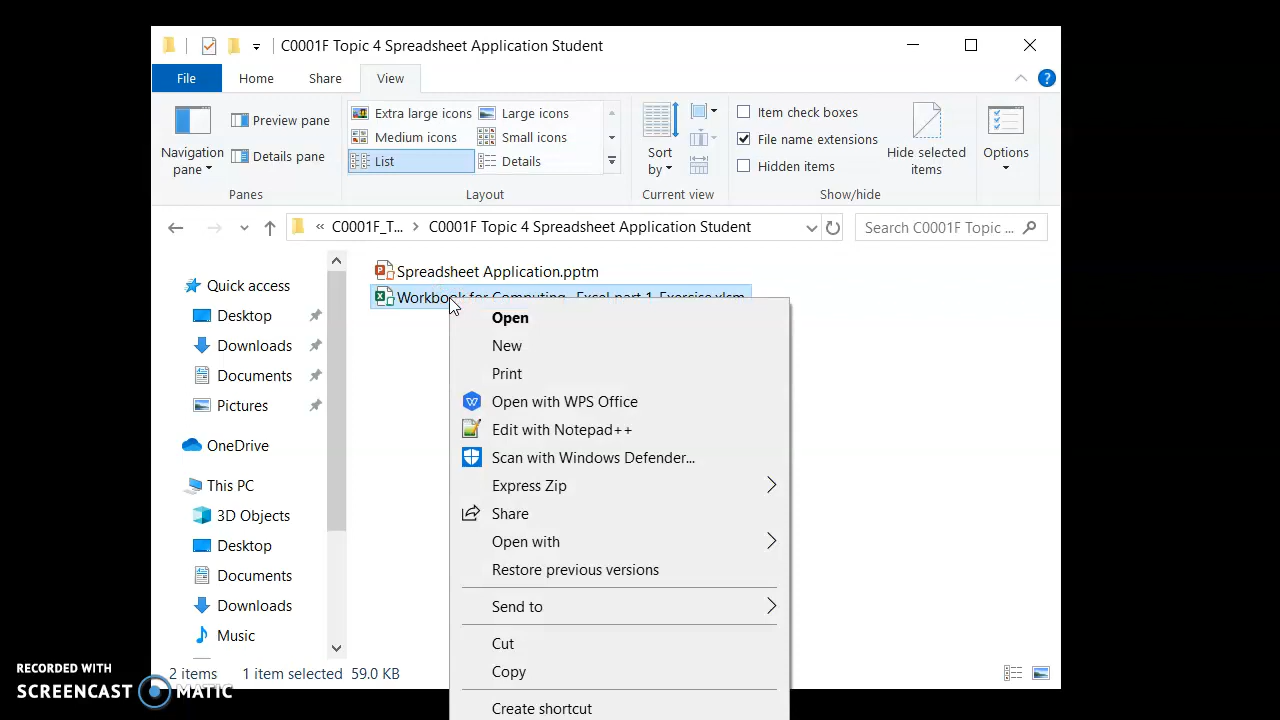 C0001F Topic 4 Spreadsheet Application Student
File Home Share View
Navigation pane
Preview pane
Details pane
Panes
Extra large icons Large icons
Medium icons Small icons
List Details
Layout
Sort by
Current view
Item check boxes
File name extensions
Hidden items
Hide selected items
Show/hide
Options
« C0001F_T... > C0001F Topic 4 Spreadsheet Application Student
Search C0001F Topic ...
Quick access
Desktop
Downloads
Documents
Pictures
OneDrive
This PC
3D Objects
Desktop
Documents
Downloads
Music
Spreadsheet Application.pptm
Workbook for Computing_Excel part 1_Exercise.xlsm
Open
New
Print
Open with WPS Office
Edit with Notepad++
Scan with Windows Defender...
Express Zip
Share
Open with
Restore previous versions
Send to
Cut
Copy
Create shortcut
2 items 1 item selected 59.0 KB
RECORDED WITH
SCREENCAST MATIC